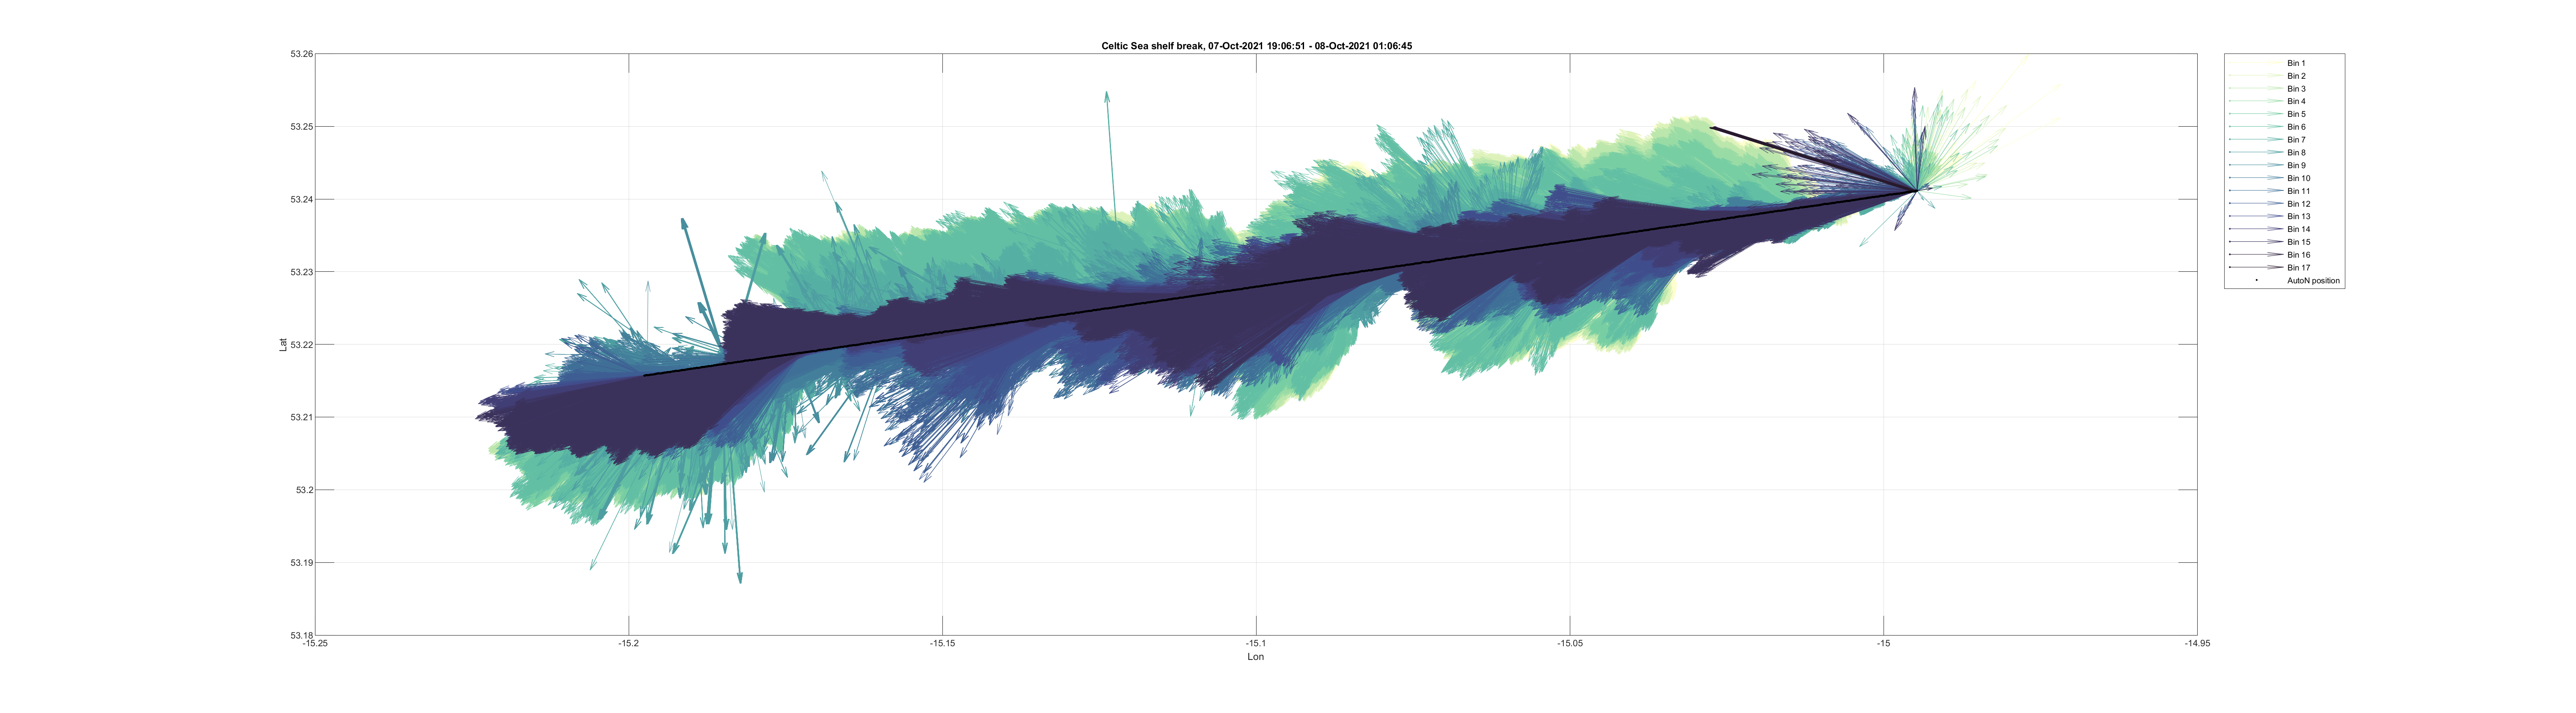 Celtic Sea shelf break, 07-Oct-2021 19:06:51 - 08-Oct-2021 01:06:45
53.26
53.25
53.24
53.23
53.22
53.21
53.2
53.19
53.18
Lat
-15.25
-15.2
-15.15
-15.1
-15.05
-15
-14.95
Lon
Bin 1
Bin 2
Bin 3
Bin 4
Bin 5
Bin 6
Bin 7
Bin 8
Bin 9
Bin 10
Bin 11
Bin 12
Bin 13
Bin 14
Bin 15
Bin 16
Bin 17
AutoN position